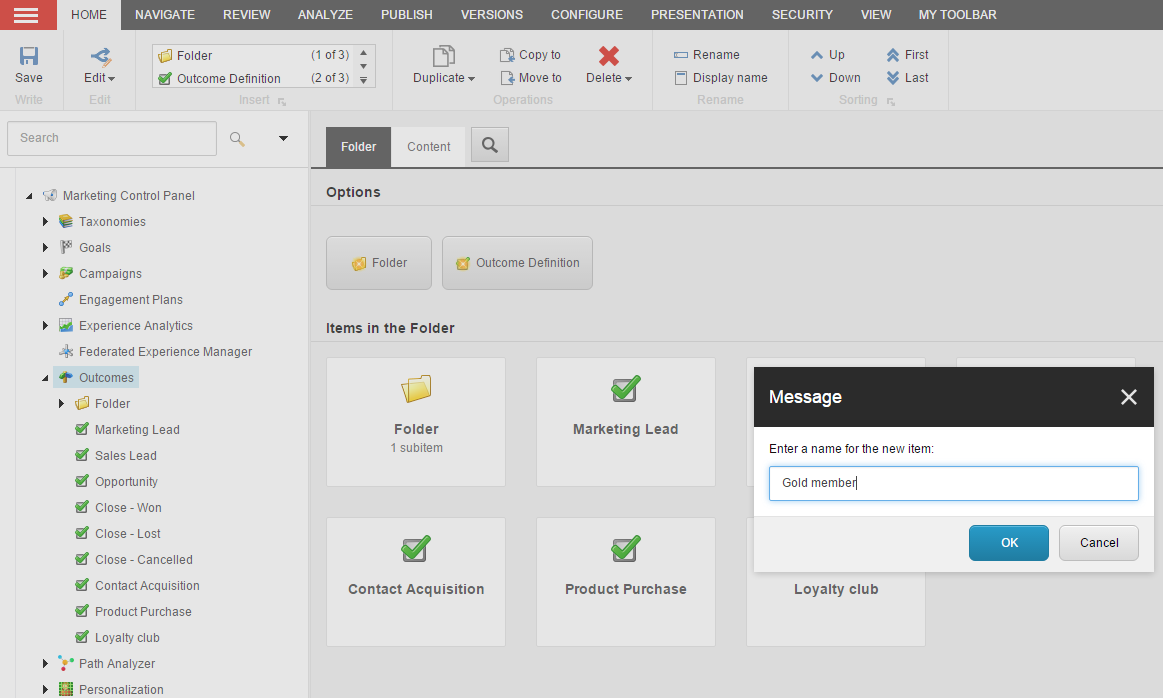 HOME NAVIGATE REVIEW ANALYZE PUBLISH VERSIONS CONFIGURE PRESENTATION SECURITY VIEW MY TOOLBAR
Folder (1 of 3) Copy to Rename Up First
Save Edit Outcome Definition (2 of 3) Duplicate Move to Delete Display name Down Last
Write Edit Insert Operations Rename Sorting
Search
Folder Content
Options
Folder Outcome Definition
Items in the Folder
Marketing Control Panel
Taxonomies
Goals
Campaigns
Engagement Plans
Experience Analytics
Federated Experience Manager
Outcomes
Folder
Marketing Lead
Sales Lead
Opportunity
Close - Won
Close - Lost
Close - Cancelled
Contact Acquisition
Product Purchase
Loyalty club
Path Analyzer
Personalization
Folder Marketing Lead
1 subitem
Contact Acquisition Product Purchase Loyalty club
Message
Enter a name for the new item:
Gold member
OK Cancel